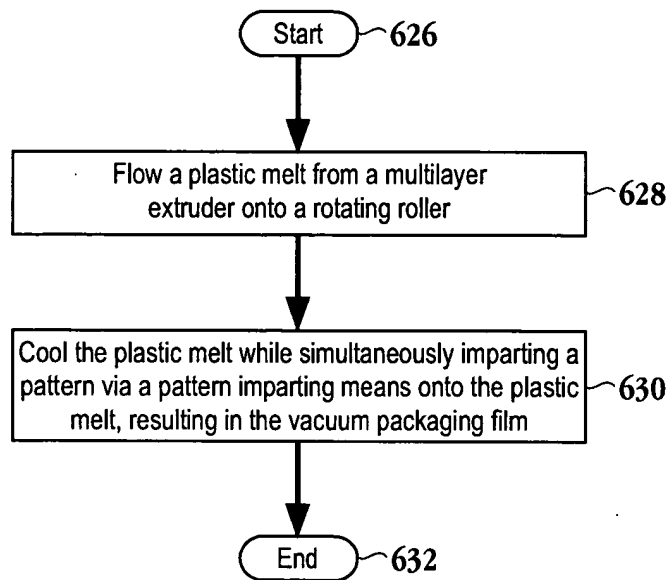 Start 626
Flow a plastic melt from a multilayer
extruder onto a rotating roller 628
Cool the plastic melt while simultaneously imparting a
pattern via a pattern imparting means onto the plastic 630
melt, resulting in the vacuum packaging film
End 632